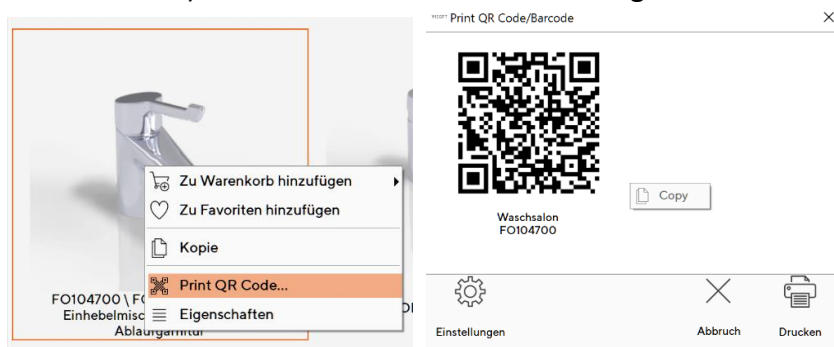 Zu Warenkorb hinzufügen
Zu Favoriten hinzufügen
Kopie
Print QR Code...
Eigenschaften
FO104700 \
Einhebelmisc
Ablaufgarnitur
Print QR Code/Barcode
Waschsalon
FO104700
Copy
Einstellungen
Abbruch
Drucken